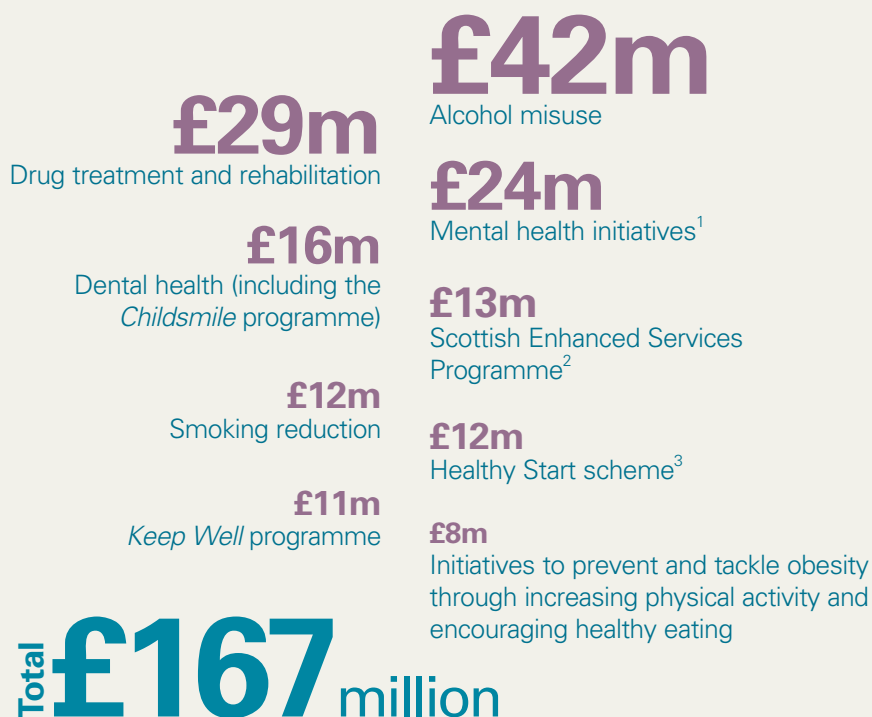 £42m
Alcohol misuse
£29m
Drug treatment and rehabilitation
£24m
Mental health initiatives1
£16m
Dental health (including the
Childsmile programme)
£13m
Scottish Enhanced Services
Programme2
£12m
Smoking reduction
£12m
Healthy Start scheme3
£11m
Keep Well programme
£8m
Initiatives to prevent and tackle obesity
through increasing physical activity and
encouraging healthy eating
Total £167 million